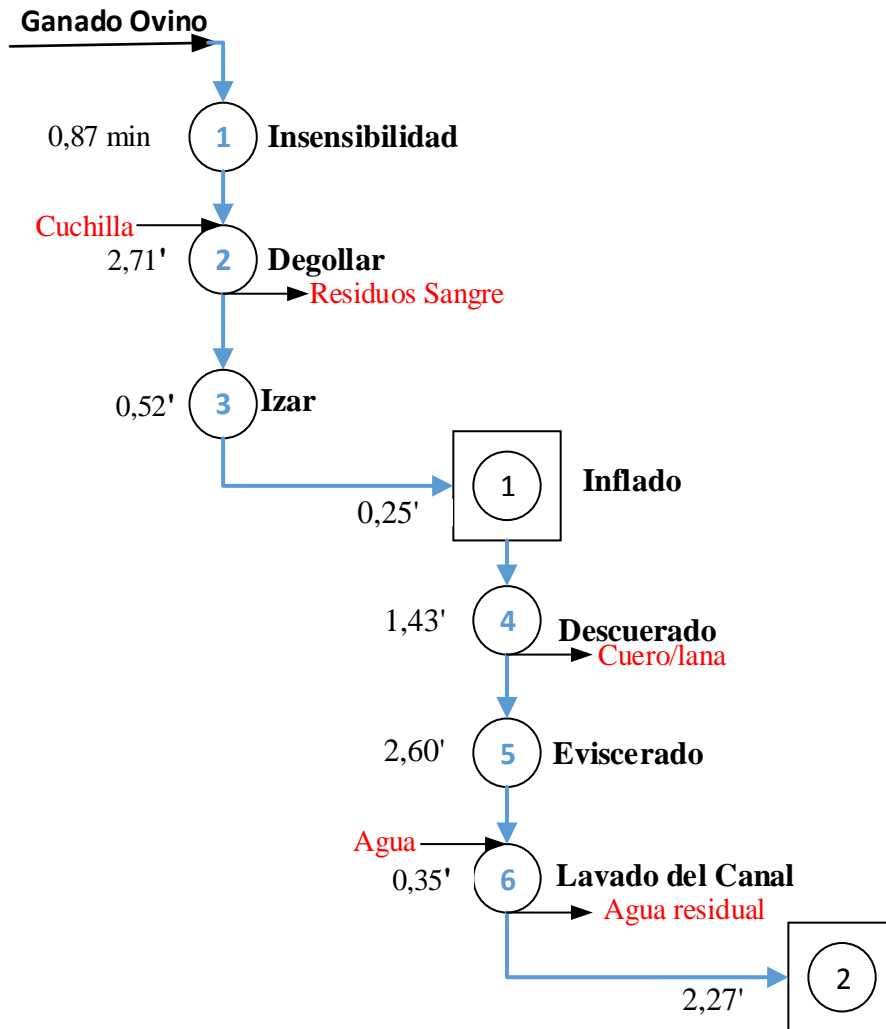 Ganado Ovino
0,87 min
1
Insensibilidad
Cuchilla
2,71'
2
Degollar
Residuos Sangre
0,52'
3
Izar
0,25'
1
Inflado
1,43'
4
Descuerado
Cuero/lana
2,60'
5
Eviscerado
Agua
0,35'
6
Lavado del Canal
Agua residual
2,27'
2